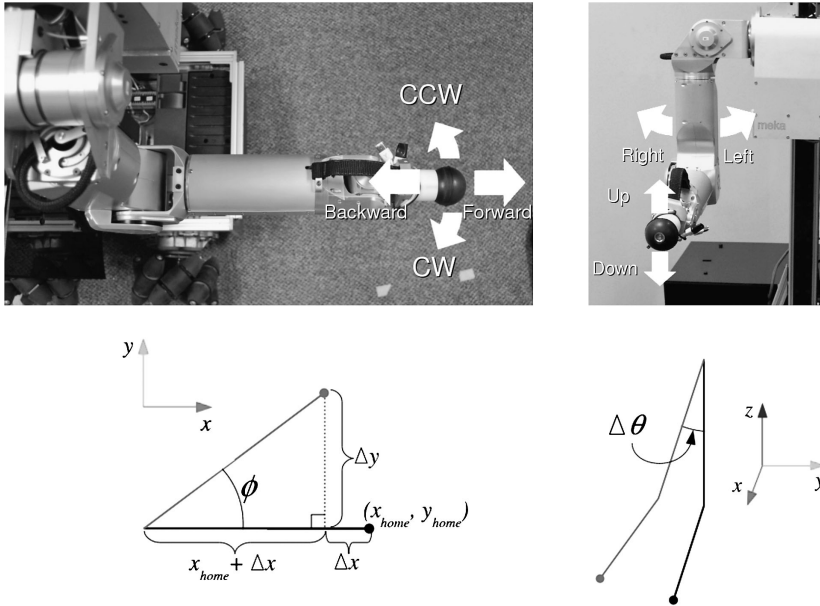 CCW
Backward
Forward
CW
meka
Right
Left
Up
Down
y
x
ϕ
Δy
(x_home, y_home)
x_home + Δx
Δx
Δθ
z
x
y